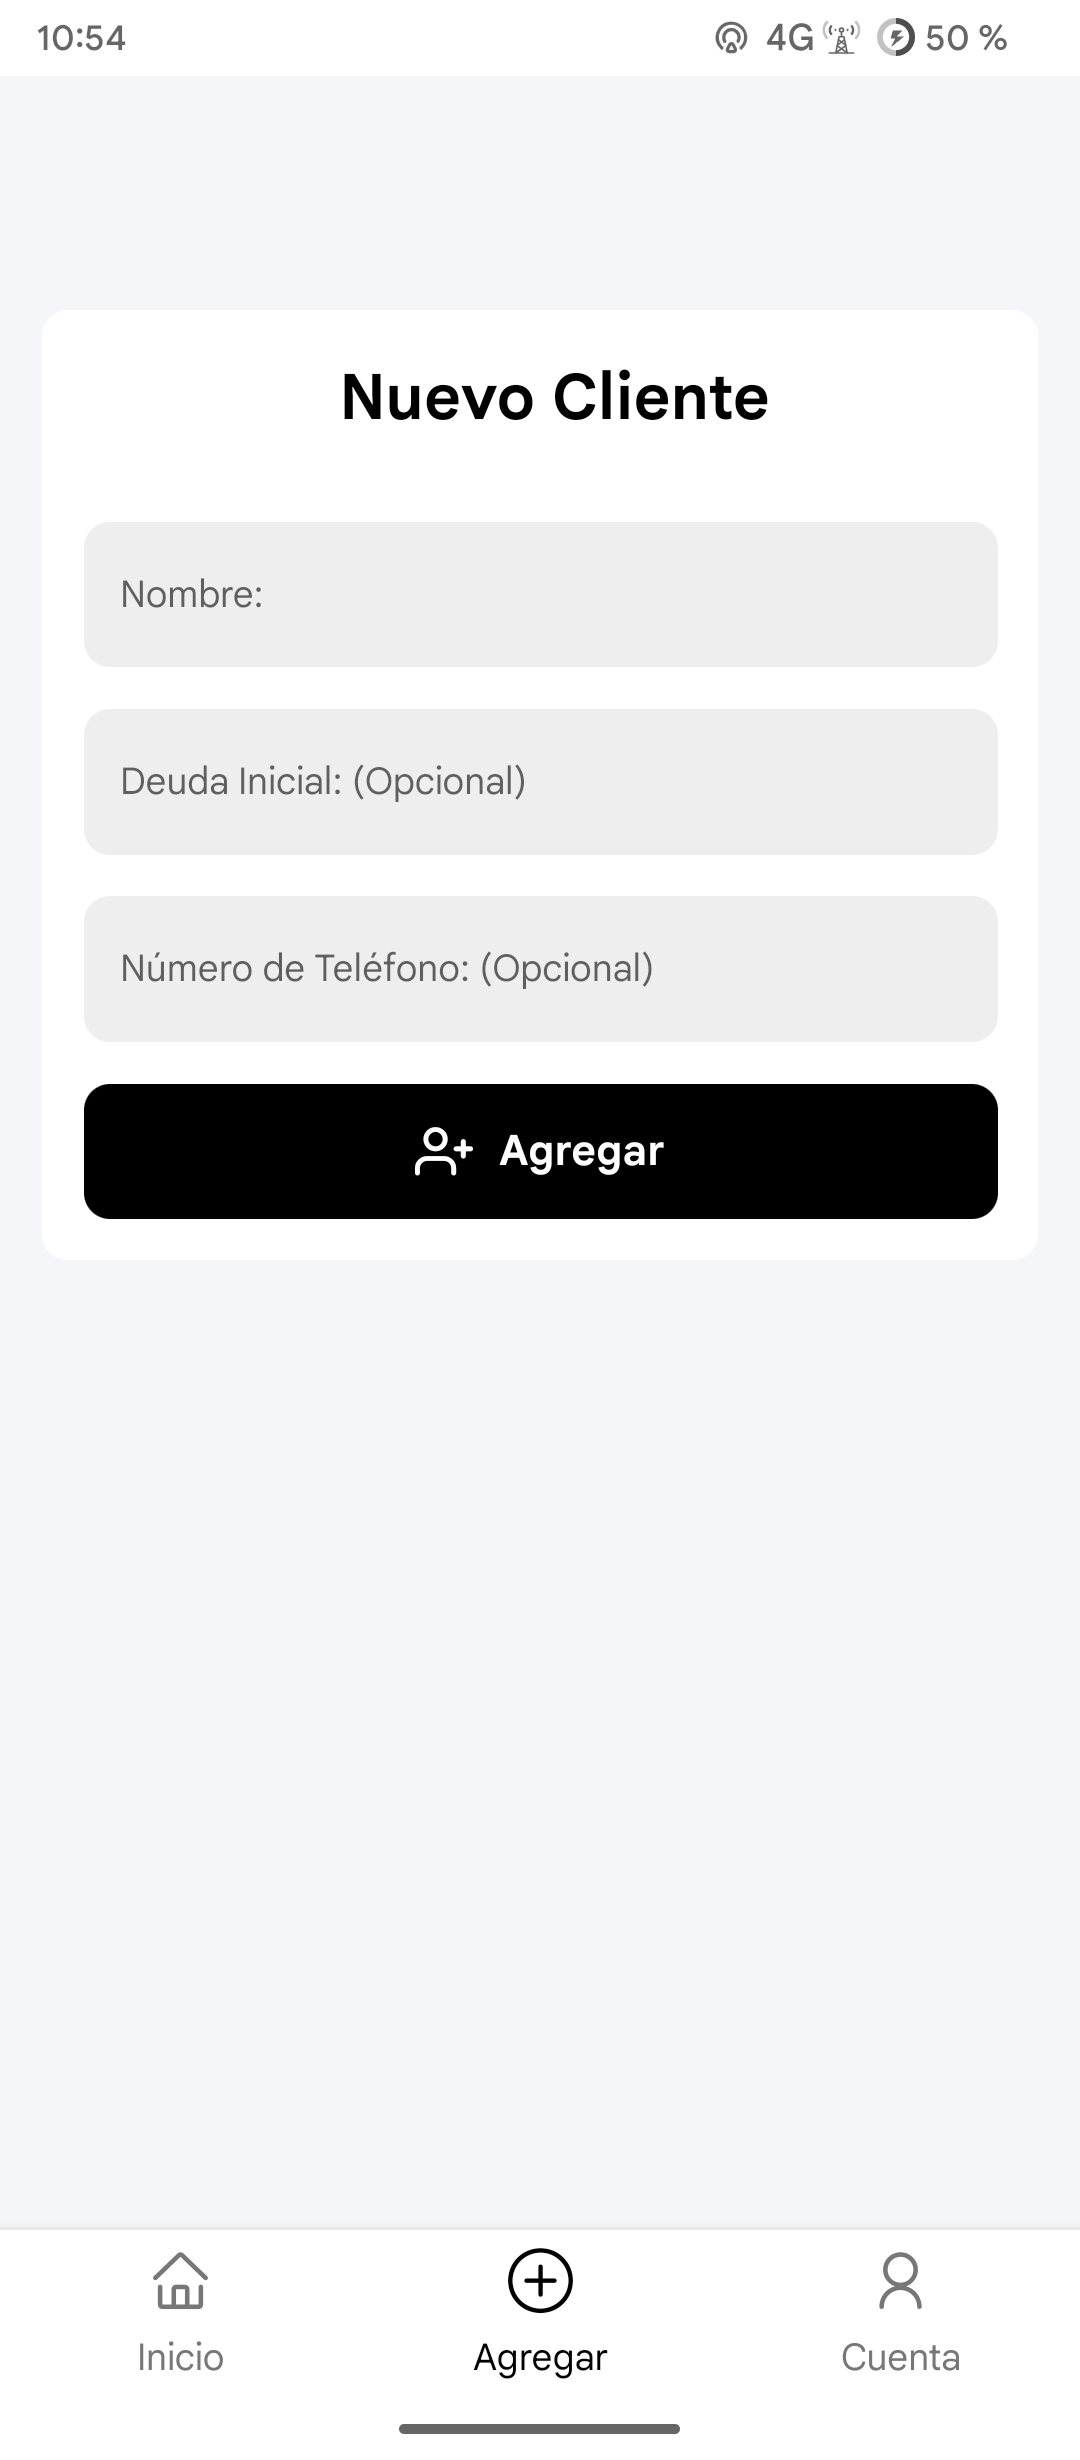 10:54
4G 50 %
Nuevo Cliente
Nombre:
Deuda Inicial: (Opcional)
Número de Teléfono: (Opcional)
Agregar
Inicio
Agregar
Cuenta